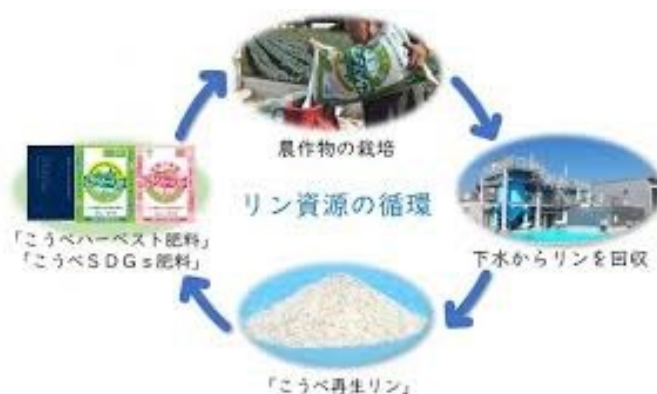 農作物の栽培
リン資源の循環
「こうべハーベスト肥料」
「こうべSDGs肥料」
下水からリンを回収
「こうべ再生リン」